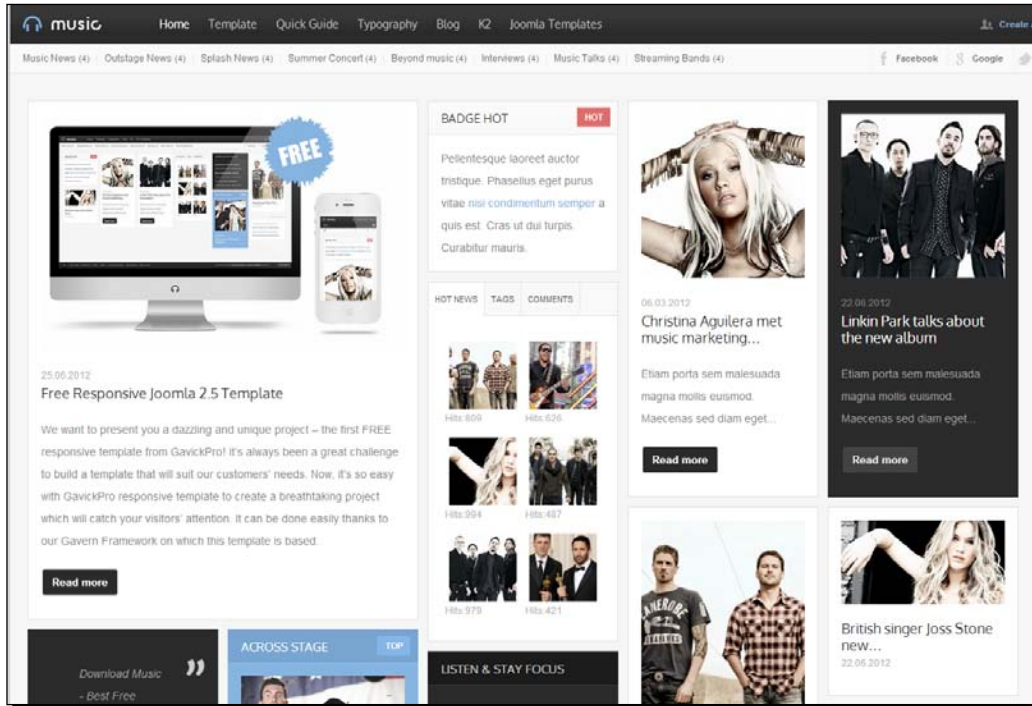 music
Home Template Quick Guide Typography Blog K2 Joomla Templates
Create
Music News (4) Outstage News (4) Splash News (4) Summer Concert (4) Beyond music (4) Interviews (4) Music Talks (4) Streaming Bands (4)
Facebook Google
FREE
25.06.2012
Free Responsive Joomla 2.5 Template
We want to present you a dazzling and unique project – the first FREE
responsive template from GavickPro! It's always been a great challenge
to build a template that will suit our customers' needs. Now, it's so easy
with GavickPro responsive template to create a breathtaking project
which will catch your visitors' attention. It can be done easily thanks to
our Gavern Framework on which this template is based.
Read more
Download Music
- Best Free
”
ACROSS STAGE
TOP
BADGE HOT
HOT
Pellentesque laoreet auctor
tristique. Phasellus eget purus
vitae nisi condimentum semper a
quis est. Cras ut dui turpis.
Curabitur mauris.
HOT NEWS TAGS COMMENTS
Hits:809 Hits:626
Hits:994 Hits:487
Hits:979 Hits:421
LISTEN & STAY FOCUS
06.03.2012
Christina Aguilera met
music marketing...
Etiam porta sem malesuada
magna mollis euismod.
Maecenas sed diam eget...
Read more
22.06.2012
Linkin Park talks about
the new album
Etiam porta sem malesuada
magna mollis euismod.
Maecenas sed diam eget...
Read more
British singer Joss Stone
new...
22.06.2012